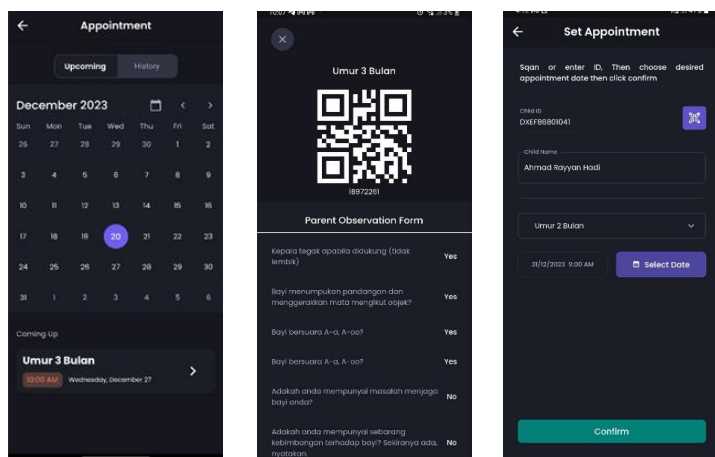 Appointment
Upcoming History
December 2023
Sun Mon Tue Wed Thu Fri Sat
26 27 28 29 30 1 2
3 4 5 6 7 8 9
10 11 12 13 14 15 16
17 18 19 20 21 22 23
24 25 26 27 28 29 30
31 1 2 3 4 5 6
Coming Up
Umur 3 Bulan
10:00 AM Wednesday, December 27
Umur 3 Bulan
IB972261
Parent Observation Form
Kepala tegak apabila didukung (tidak
lembik)
Yes
Bayi menumpukan pandangan dan
menggerakkan mata mengikut objek?
Yes
Bayi bersuara A-a, A-oo?
Yes
Bayi bersuara A-a, A-oo?
Yes
Adakah anda mempunyai masalah menjaga
bayi anda?
No
Adakah anda mempunyai sebarang
kebimbangan terhadap bayi? Sekiranya ada,
nyatakan.
No
Set Appointment
Sqan or enter ID, Then choose desired
appointment date then click confirm
Child ID
DXEFB6801041
Child Name
Ahmad Rayyan Hadi
Umur 2 Bulan
31/12/2023 9:00 AM
Select Date
Confirm